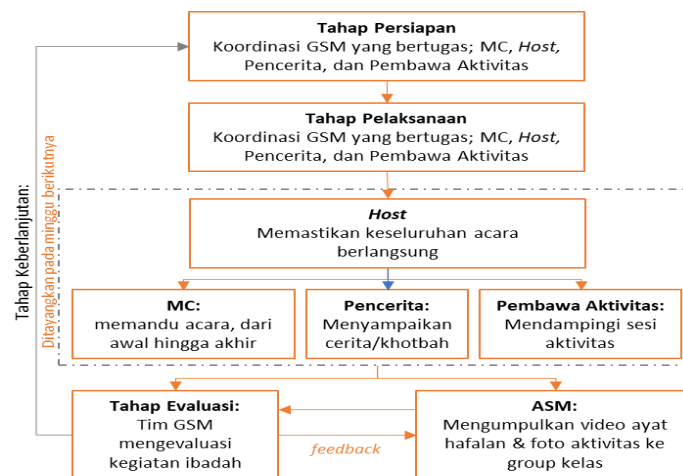 Tahap Persiapan
Koordinasi GSM yang bertugas; MC, Host,
Pencerita, dan Pembawa Aktivitas
Tahap Pelaksanaan
Koordinasi GSM yang bertugas; MC, Host,
Pencerita, dan Pembawa Aktivitas
Tahap Keberlanjutan:
Ditayangkan pada minggu berikutnya
Host
Memastikan keseluruhan acara
berlangsung
MC:
memandu acara, dari
awal hingga akhir
Pencerita:
Menyampaikan
cerita/khotbah
Pembawa Aktivitas:
Mendampingi sesi
aktivitas
Tahap Evaluasi:
Tim GSM
mengevaluasi
kegiatan ibadah
feedback
ASM:
Mengumpulkan video ayat
hafalan & foto aktivitas ke
group kelas